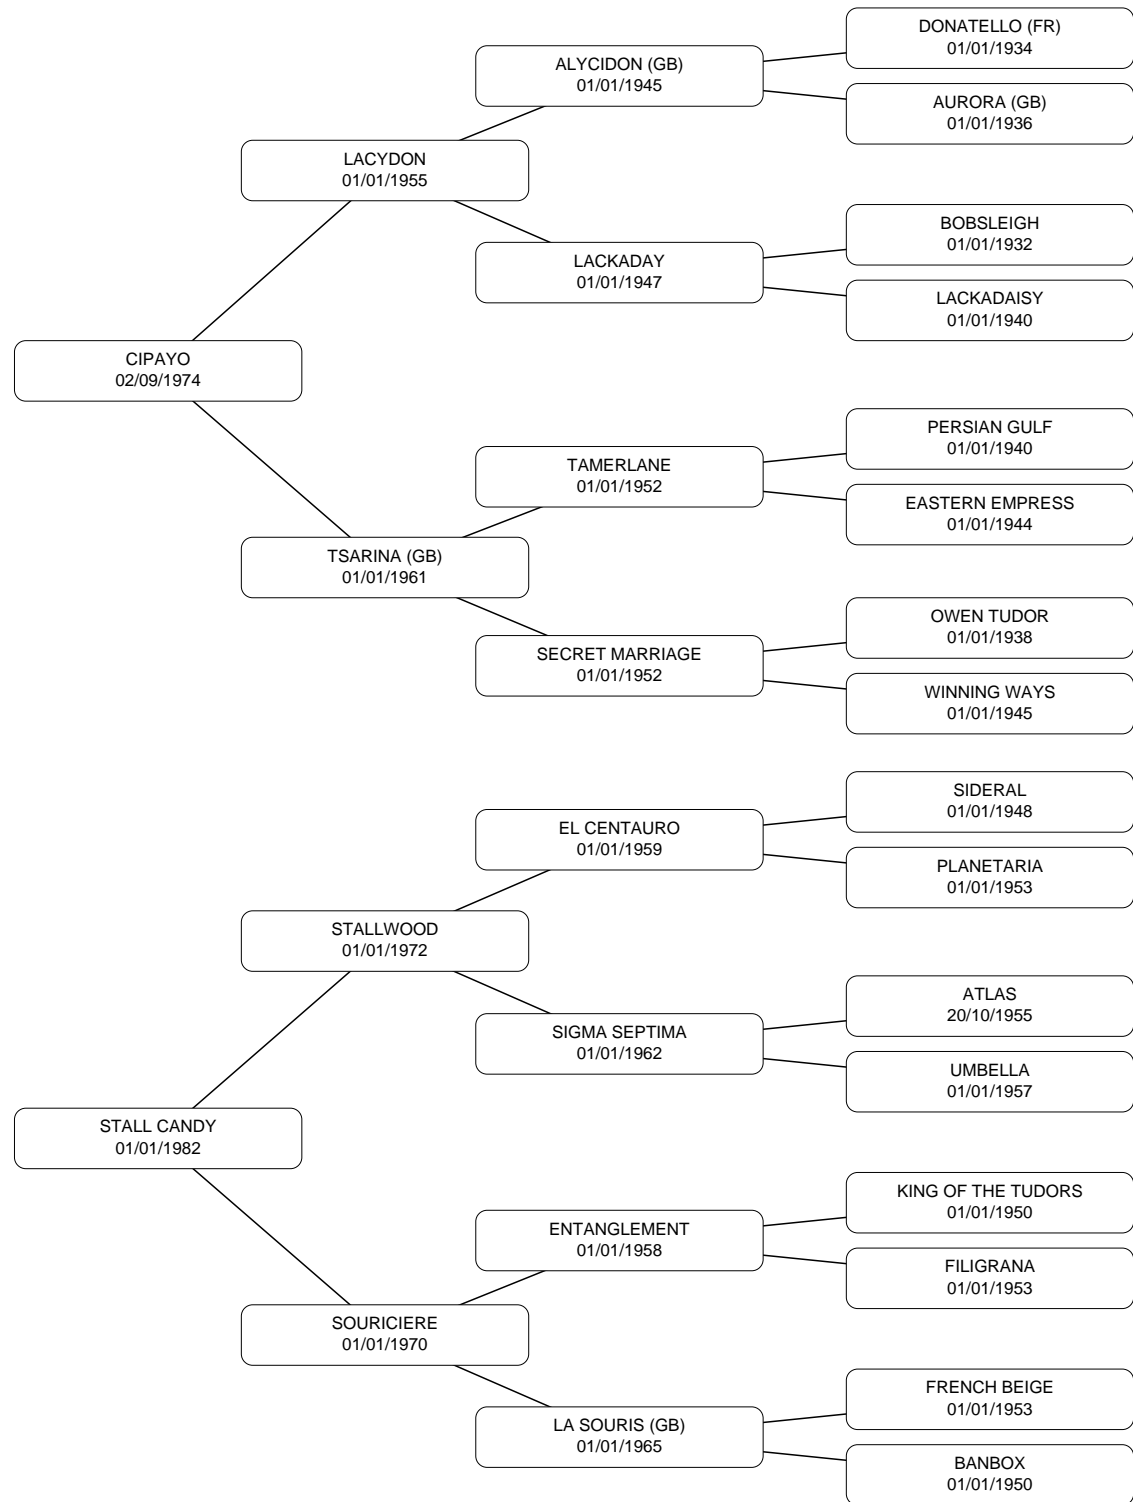 DONATELLO (FR)
01/01/1934
ALYCIDON (GB)
01/01/1945
AURORA (GB)
01/01/1936
LACYDON
01/01/1955
BOBSLEIGH
01/01/1932
LACKADAY
01/01/1947
LACKADAISY
01/01/1940
CIPAYO
02/09/1974
PERSIAN GULF
01/01/1940
TAMERLANE
01/01/1952
EASTERN EMPRESS
01/01/1944
TSARINA (GB)
01/01/1961
OWEN TUDOR
01/01/1938
SECRET MARRIAGE
01/01/1952
WINNING WAYS
01/01/1945
SIDERAL
01/01/1948
EL CENTAURO
01/01/1959
PLANETARIA
01/01/1953
STALLWOOD
01/01/1972
ATLAS
20/10/1955
SIGMA SEPTIMA
01/01/1962
UMBELLA
01/01/1957
STALL CANDY
01/01/1982
KING OF THE TUDORS
01/01/1950
ENTANGLEMENT
01/01/1958
FILIGRANA
01/01/1953
SOURICIERE
01/01/1970
FRENCH BEIGE
01/01/1953
LA SOURIS (GB)
01/01/1965
BANBOX
01/01/1950